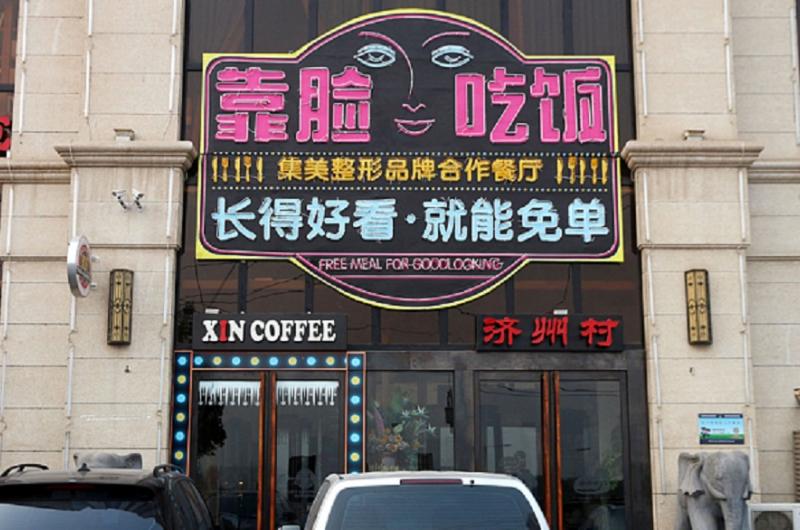 靠脸吃饭
集美整形品牌合作餐厅
长得好看·就能免单
FREE MEAL FOR GOODLOOKING
XIN COFFEE
济州村